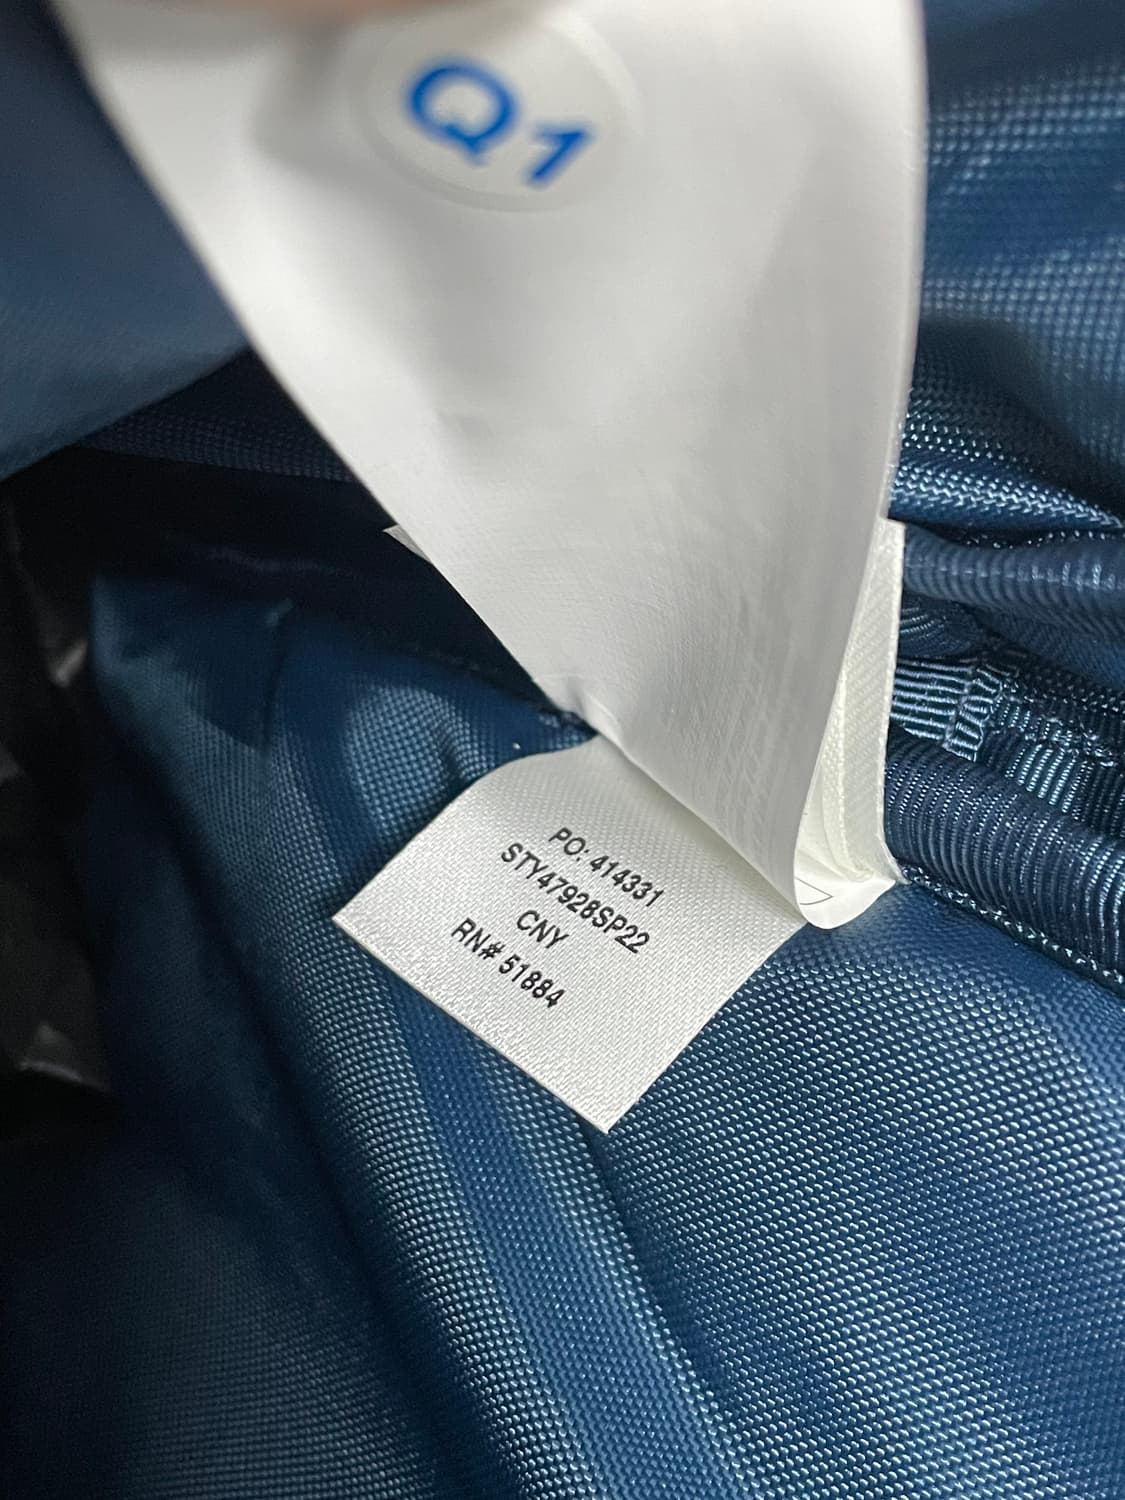 Q1
PO: 414331
STY47928SP22
CNY
RN# 51884